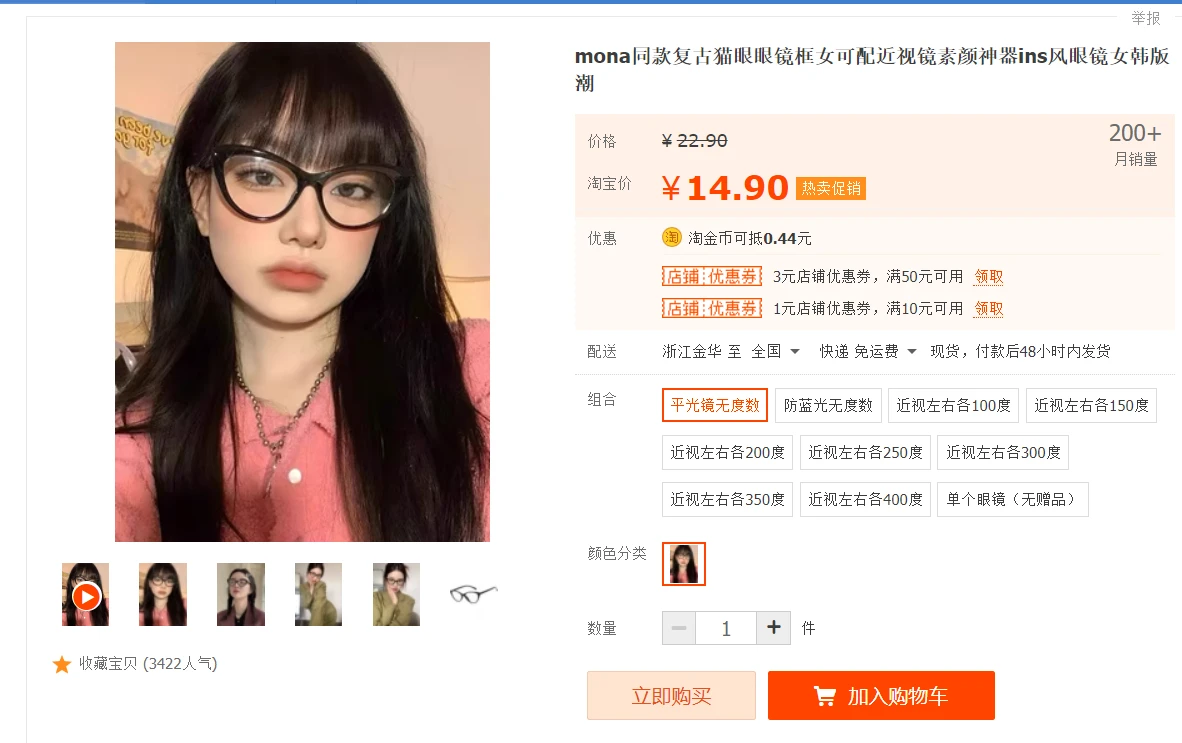 举报
mona同款复古猫眼眼镜框女可配近视镜素颜神器ins风眼镜女韩版
潮
价格 ¥ 22.90
200+
月销量
淘宝价 ¥ 14.90 热卖促销
优惠 淘 淘金币可抵0.44元
店铺优惠券 3元店铺优惠券，满50元可用 领取
店铺优惠券 1元店铺优惠券，满10元可用 领取
配送 浙江金华 至 全国 快递 免运费 现货，付款后48小时内发货
组合 平光镜无度数 防蓝光无度数 近视左右各100度 近视左右各150度
近视左右各200度 近视左右各250度 近视左右各300度
近视左右各350度 近视左右各400度 单个眼镜（无赠品）
颜色分类
数量 1 件
收藏宝贝 (3422人气)
立即购买 加入购物车